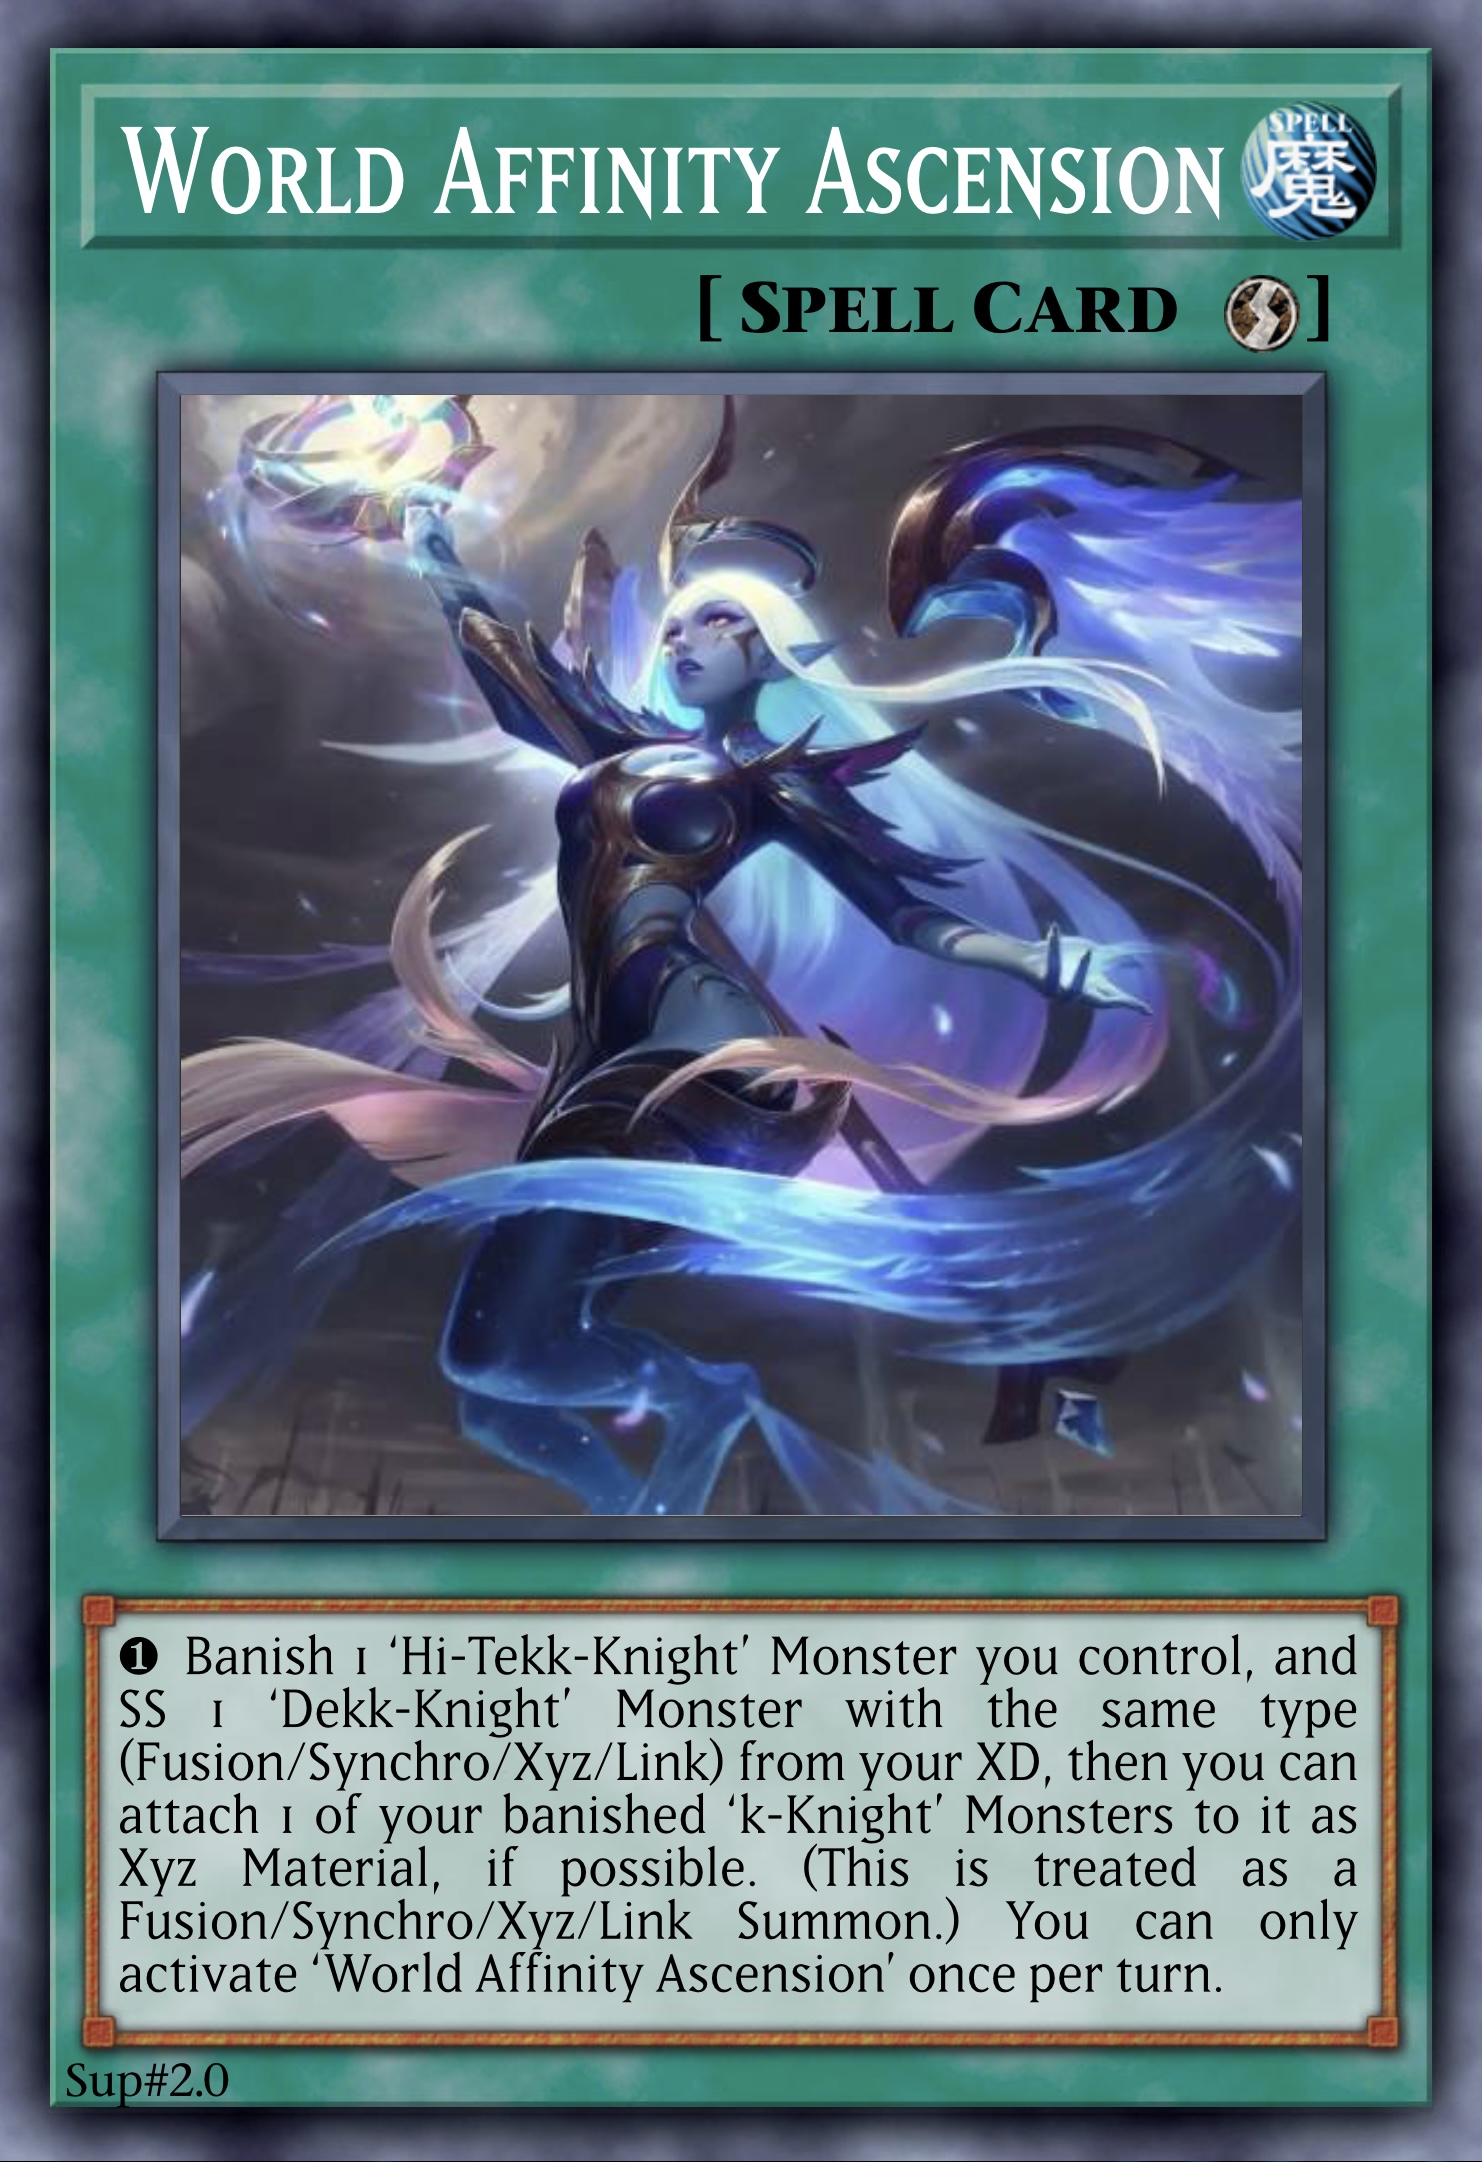 World Affinity Ascension
SPELL
魔
[ Spell Card ]
❶ Banish 1 ‘Hi-Tekk-Knight’ Monster you control, and
SS 1 ‘Dekk-Knight’ Monster with the same type
(Fusion/Synchro/Xyz/Link) from your XD, then you can
attach 1 of your banished ‘k-Knight’ Monsters to it as
Xyz Material, if possible. (This is treated as a
Fusion/Synchro/Xyz/Link Summon.) You can only
activate ‘World Affinity Ascension’ once per turn.
Sup#2.0